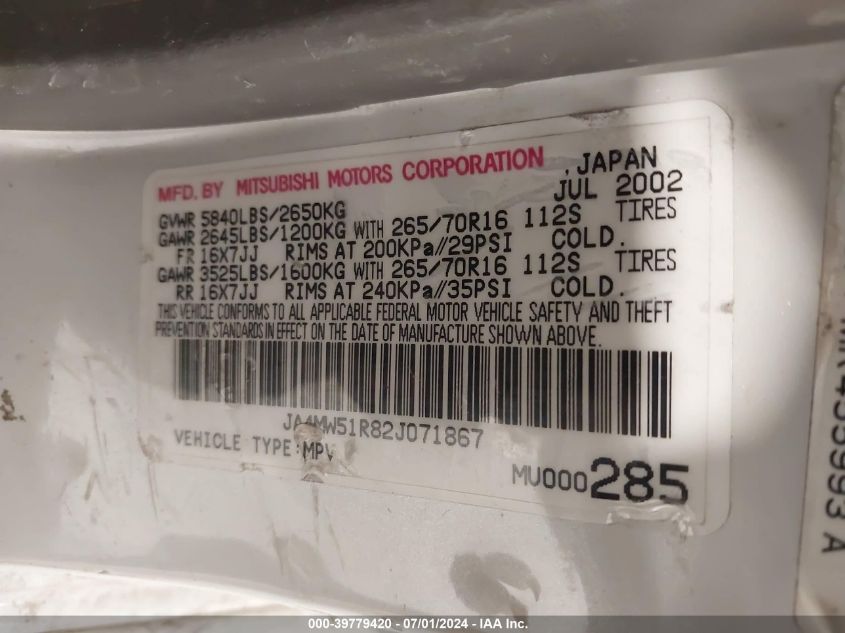 MFD. BY MITSUBISHI MOTORS CORPORATION , JAPAN
JUL 2002
GVWR 5840LBS/2650KG
GAWR 2645LBS/1200KG WITH 265/70R16 112S TIRES
FR 16X7JJ RIMS AT 200KPa//29PSI COLD.
GAWR 3525LBS/1600KG WITH 265/70R16 112S TIRES
RR 16X7JJ RIMS AT 240KPa//35PSI COLD.
THIS VEHICLE CONFORMS TO ALL APPLICABLE FEDERAL MOTOR VEHICLE SAFETY AND THEFT
PREVENTION STANDARDS IN EFFECT ON THE DATE OF MANUFACTURE SHOWN ABOVE.
JA4MW51R82J071867
VEHICLE TYPE:MPV
MU000285
000-39779420 - 07/01/2024 - IAA Inc.